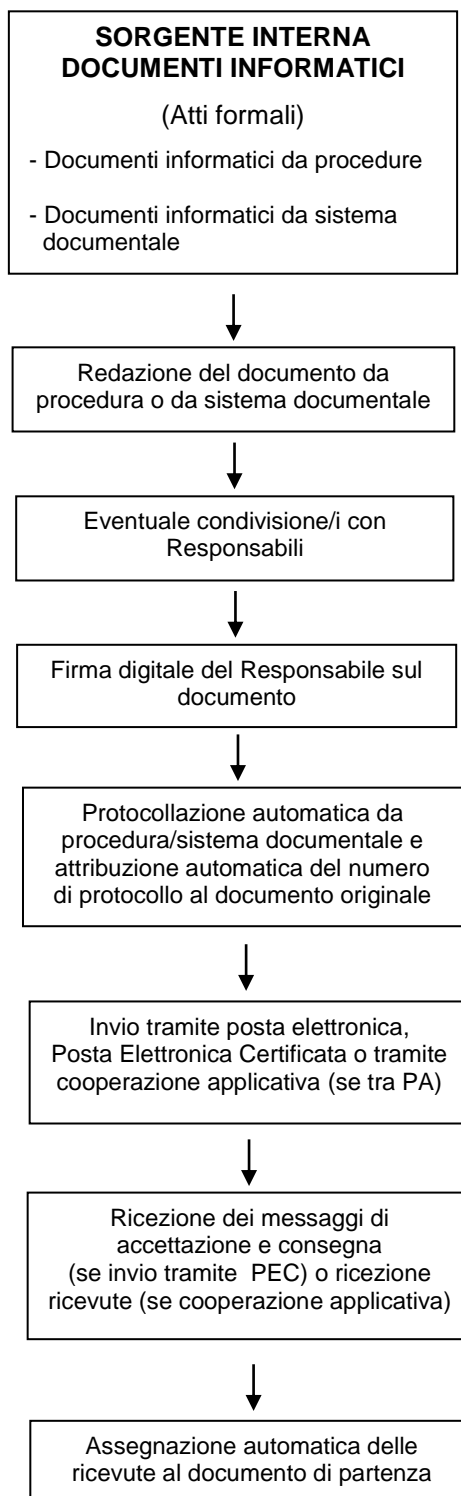 SORGENTE INTERNA
DOCUMENTI INFORMATICI
(Atti formali)
- Documenti informatici da procedure
- Documenti informatici da sistema
documentale
Redazione del documento da
procedura o da sistema documentale
Eventuale condivisione/i con
Responsabili
Firma digitale del Responsabile sul
documento
Protocollazione automatica da
procedura/sistema documentale e
attribuzione automatica del numero
di protocollo al documento originale
Invio tramite posta elettronica,
Posta Elettronica Certificata o tramite
cooperazione applicativa (se tra PA)
Ricezione dei messaggi di
accettazione e consegna
(se invio tramite PEC) o ricezione
ricevute (se cooperazione applicativa)
Assegnazione automatica delle
ricevute al documento di partenza